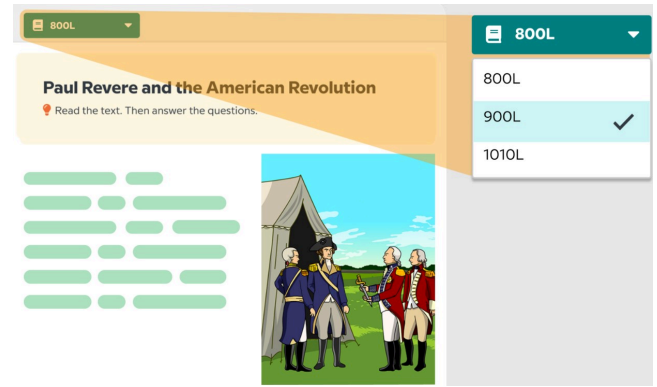 800L
Paul Revere and the American Revolution
Read the text. Then answer the questions.
800L
800L
900L
1010L